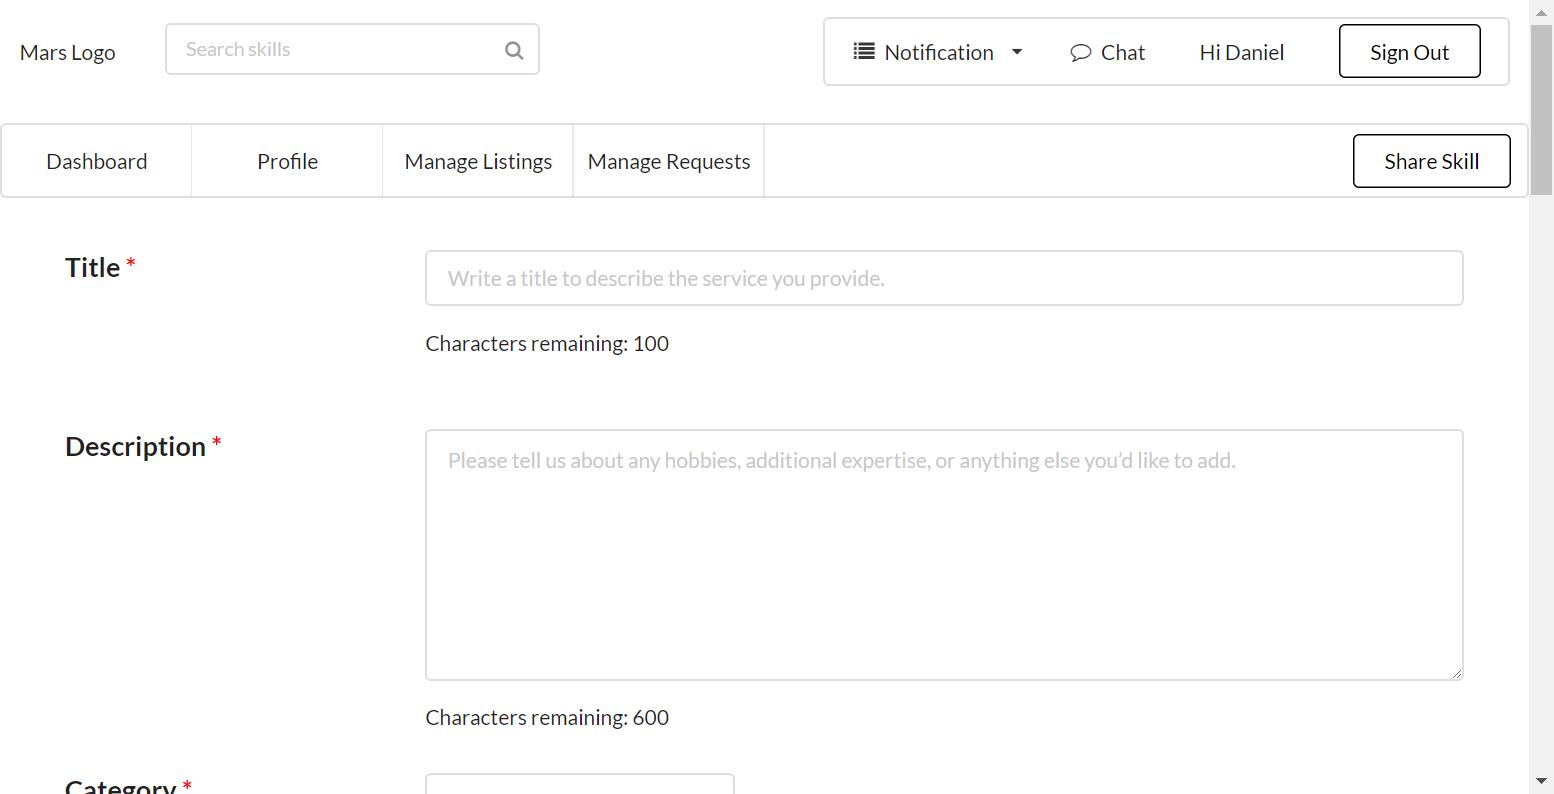 Mars Logo
Search skills
Notification
Chat
Hi Daniel
Sign Out
Dashboard
Profile
Manage Listings
Manage Requests
Share Skill
Title *
Write a title to describe the service you provide.
Characters remaining: 100
Description *
Please tell us about any hobbies, additional expertise, or anything else you’d like to add.
Characters remaining: 600
Category *